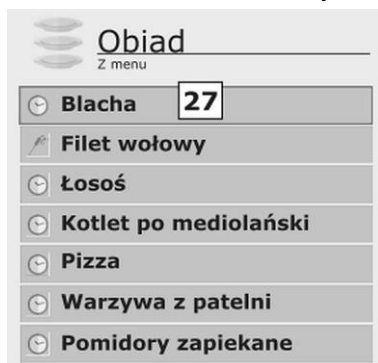 Obiad
Z menu
Blacha 27
Filet wołowy
Łosoś
Kotlet po mediolański
Pizza
Warzywa z patelni
Pomidory zapiekane